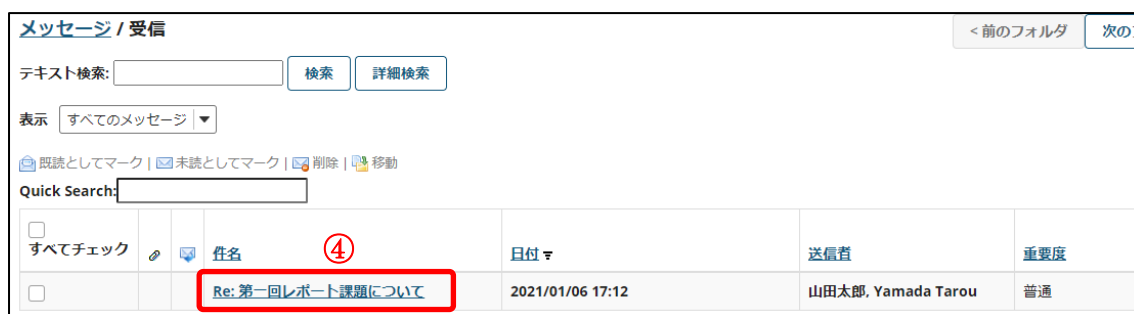 メッセージ / 受信
< 前のフォルダ 次の
テキスト検索: 検索 詳細検索
表示 すべてのメッセージ
既読としてマーク | 未読としてマーク | 削除 | 移動
Quick Search:
すべてチェック 件名 ④ 日付 送信者 重要度
Re: 第一回レポート課題について 2021/01/06 17:12 山田太郎, Yamada Tarou 普通